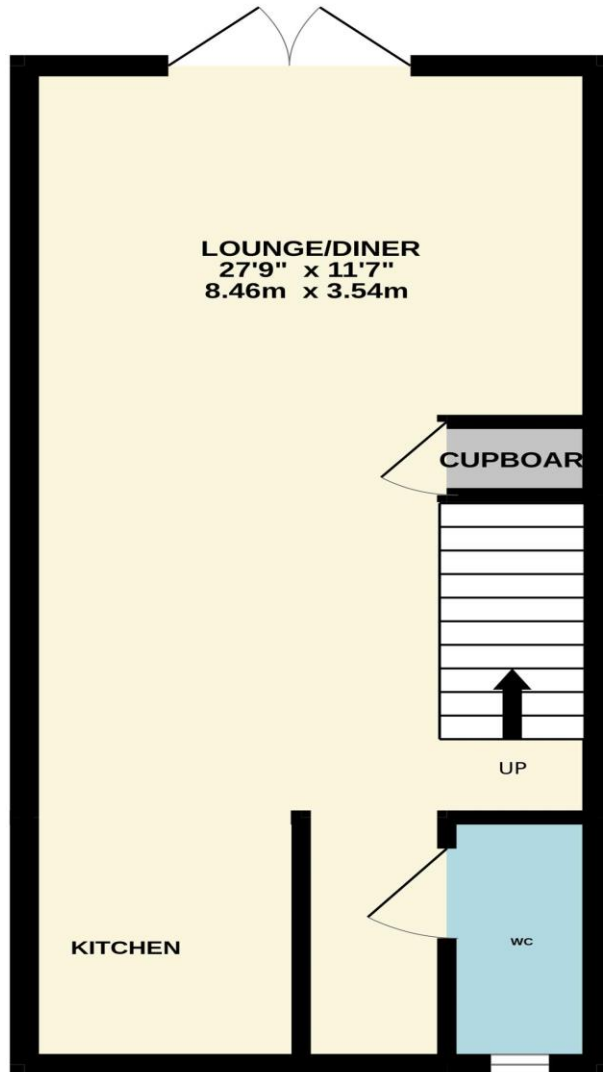 LOUNGE/DINER
27'9" x 11'7"
8.46m x 3.54m
CUPBOAR
UP
KITCHEN
WC